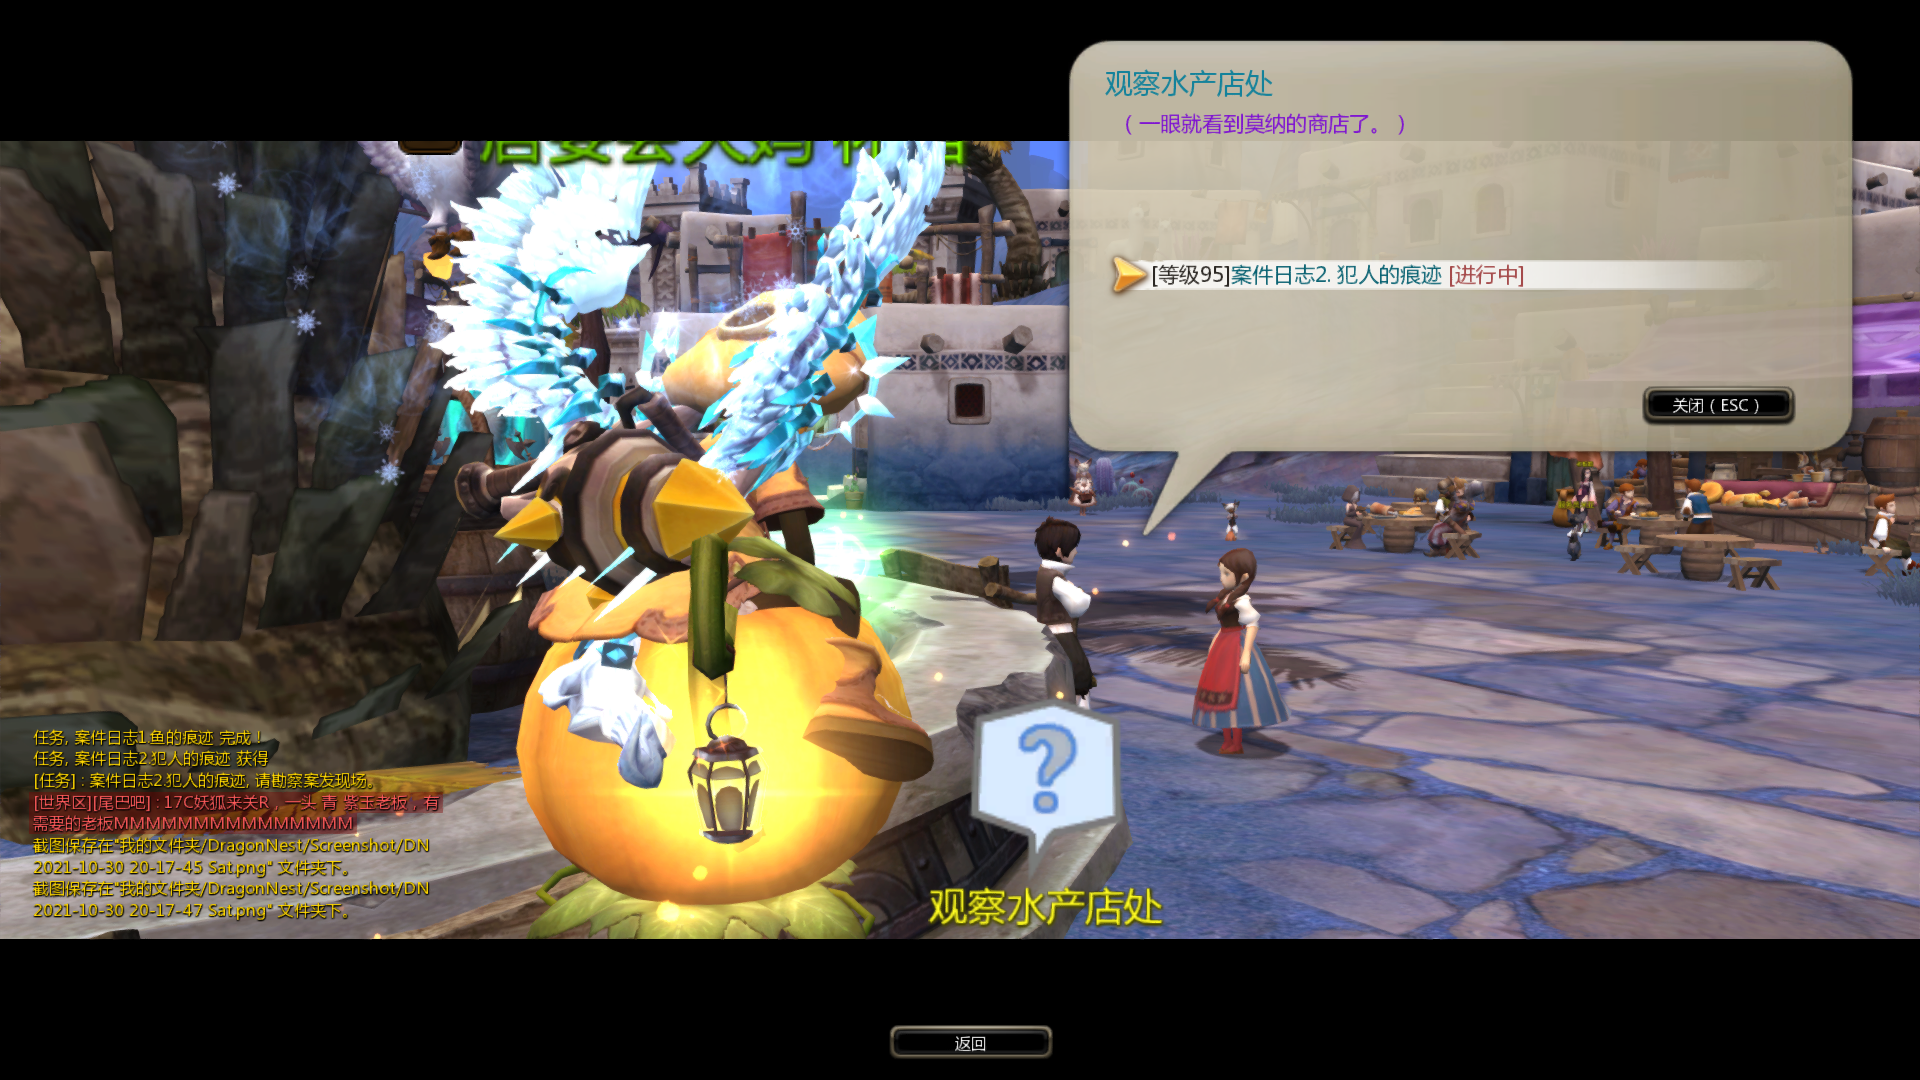 观察水产店处
（ 一眼就看到莫纳的商店了。 ）
[等级95]案件日志2. 犯人的痕迹 [进行中]
关闭 ( ESC )
任务, 案件日志1.鱼的痕迹 完成！
任务, 案件日志2.犯人的痕迹 获得
[任务] : 案件日志2.犯人的痕迹, 请勘察案发现场。
[世界区][尾巴吧] : 17C妖狐来关R，一头 青 紫玉老板，有
需要的老板MMMMMMMMMMMMMMM
截图保存在"我的文件夹/DragonNest/Screenshot/DN
2021-10-30 20-17-45 Sat.png" 文件夹下。
截图保存在"我的文件夹/DragonNest/Screenshot/DN
2021-10-30 20-17-47 Sat.png" 文件夹下。
观察水产店处
返回